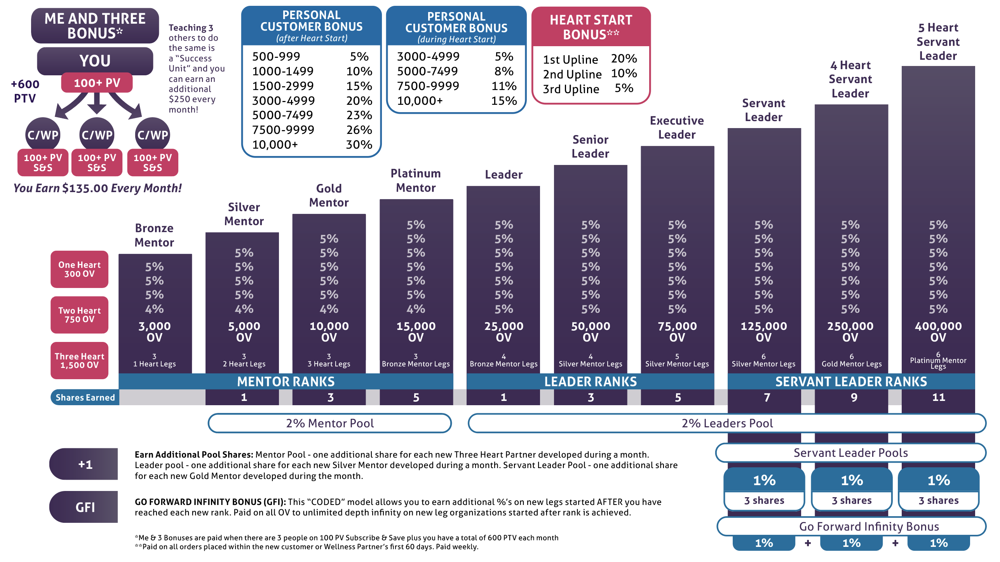 ME AND THREE
BONUS*
YOU
100+ PV
+600
PTV
C/WP
C/WP
C/WP
100+ PV
S&S
100+ PV
S&S
100+ PV
S&S
You Earn $135.00 Every Month!
Teaching 3
others to do
the same is
a “Success
Unit” and you
can earn an
additional
$250 every
month!
PERSONAL
CUSTOMER BONUS
(after Heart Start)
500-999 5%
1000-1499 10%
1500-2999 15%
3000-4999 20%
5000-7499 23%
7500-9999 26%
10,000+ 30%
PERSONAL
CUSTOMER BONUS
(during Heart Start)
3000-4999 5%
5000-7499 8%
7500-9999 11%
10,000+ 15%
HEART START
BONUS**
1st Upline 20%
2nd Upline 10%
3rd Upline 5%
One Heart
300 OV
Two Heart
750 OV
Three Heart
1,500 OV
Bronze
Mentor
5%
5%
5%
4%
3,000
OV
3
1 Heart Legs
Silver
Mentor
5%
5%
5%
5%
4%
5,000
OV
3
2 Heart Legs
Gold
Mentor
5%
5%
5%
5%
5%
4%
10,000
OV
3
3 Heart Legs
Platinum
Mentor
5%
5%
5%
5%
5%
5%
4%
15,000
OV
3
Bronze Mentor Legs
Leader
5%
5%
5%
5%
5%
5%
5%
25,000
OV
4
Bronze Mentor Legs
Senior
Leader
5%
5%
5%
5%
5%
5%
5%
50,000
OV
4
Silver Mentor Legs
Executive
Leader
5%
5%
5%
5%
5%
5%
5%
75,000
OV
5
Silver Mentor Legs
Servant
Leader
5%
5%
5%
5%
5%
5%
5%
125,000
OV
6
Silver Mentor Legs
4 Heart
Servant
Leader
5%
5%
5%
5%
5%
5%
5%
250,000
OV
6
Gold Mentor Legs
5 Heart
Servant
Leader
5%
5%
5%
5%
5%
5%
5%
400,000
OV
6
Platinum Mentor
Legs
MENTOR RANKS
LEADER RANKS
SERVANT LEADER RANKS
Shares Earned 1 3 5 1 3 5 7 9 11
2% Mentor Pool
2% Leaders Pool
Servant Leader Pools
1% 1% 1%
3 shares 3 shares 3 shares
Go Forward Infinity Bonus
1% + 1% + 1%
+1
Earn Additional Pool Shares: Mentor Pool - one additional share for each new Three Heart Partner developed during a month.
Leader pool - one additional share for each new Silver Mentor developed during a month. Servant Leader Pool - one additional share
for each new Gold Mentor developed during the month.
GFI
GO FORWARD INFINITY BONUS (GFI): This “CODED” model allows you to earn additional %’s on new legs started AFTER you have
reached each new rank. Paid on all OV to unlimited depth infinity on new leg organizations started after rank is achieved.
*Me & 3 Bonuses are paid when there are 3 people on 100 PV Subscribe & Save plus you have a total of 600 PTV each month
**Paid on all orders placed within the new customer or Wellness Partner’s first 60 days. Paid weekly.